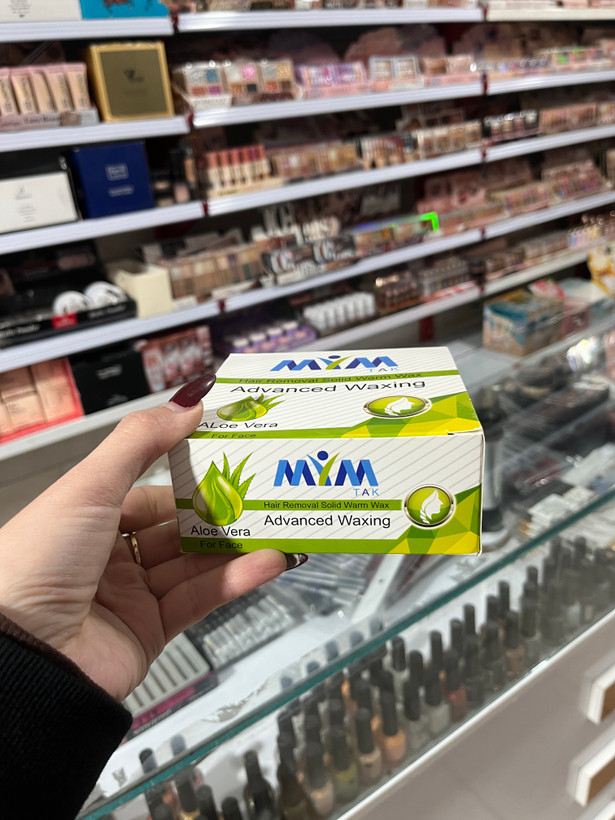 MYM
TAK
Hair Removal Solid Warm Wax
Advanced Waxing
ALoe Vera
For Face
MYM
TAK
Hair Removal Solid Warm Wax
Advanced Waxing
Aloe Vera
For Face